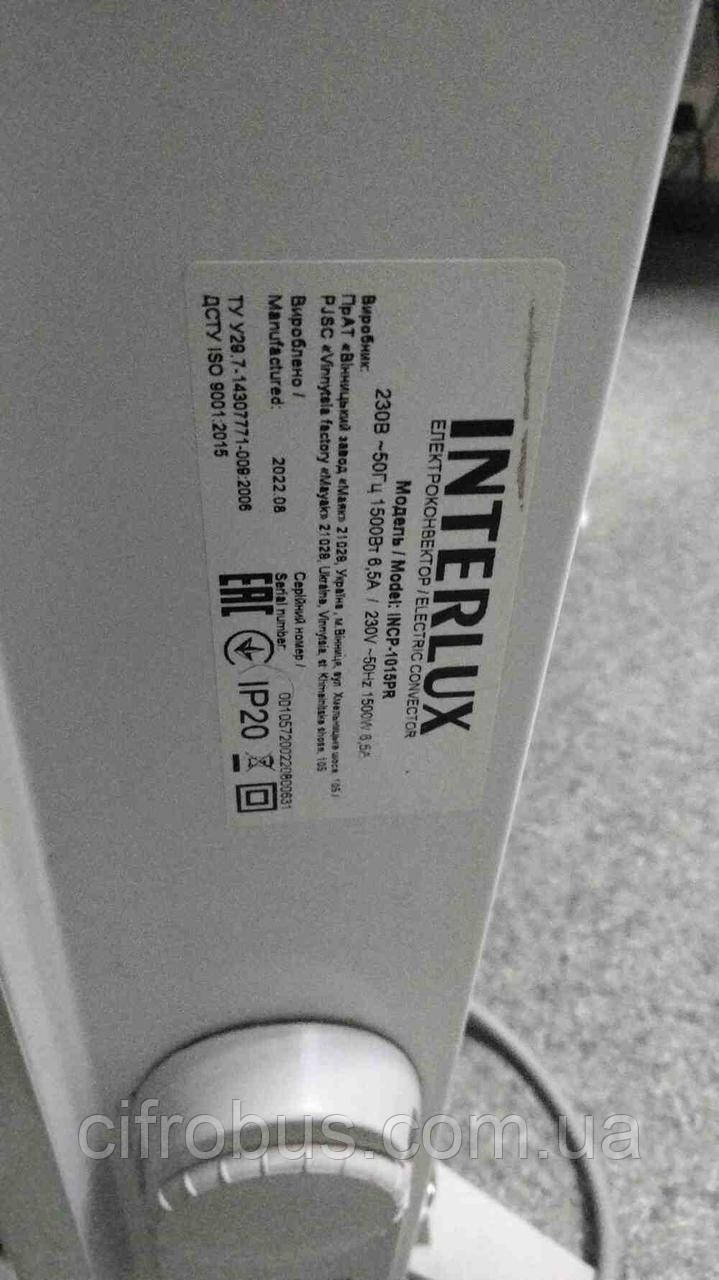 INTERLUX
ЕЛЕКТРОКОНВЕКТОР / ELECTRIC CONVECTOR
Модель / Model: INCP-1015PR
230В ~50Гц 1500Вт 6,5А / 230V ~50Hz 1500W 6,5A
Виробник:
ПрАТ «Вінницький завод «Маяк» 21029, Україна, м.Вінниця, вул. Хмельницьке шосе, 105 /
PJSC «Vinnytsia factory «Mayak» 21029, Ukraine, Vinnytsia, st. Khmelnitske shose, 105
Вироблено / Manufactured: 2022.08
Серійний номер / Serial number: 001057200220800631
ТУ У29.7-14307771-009:2006
ДСТУ ISO 9001:2015
EAC IP20
cifrobus.com.ua